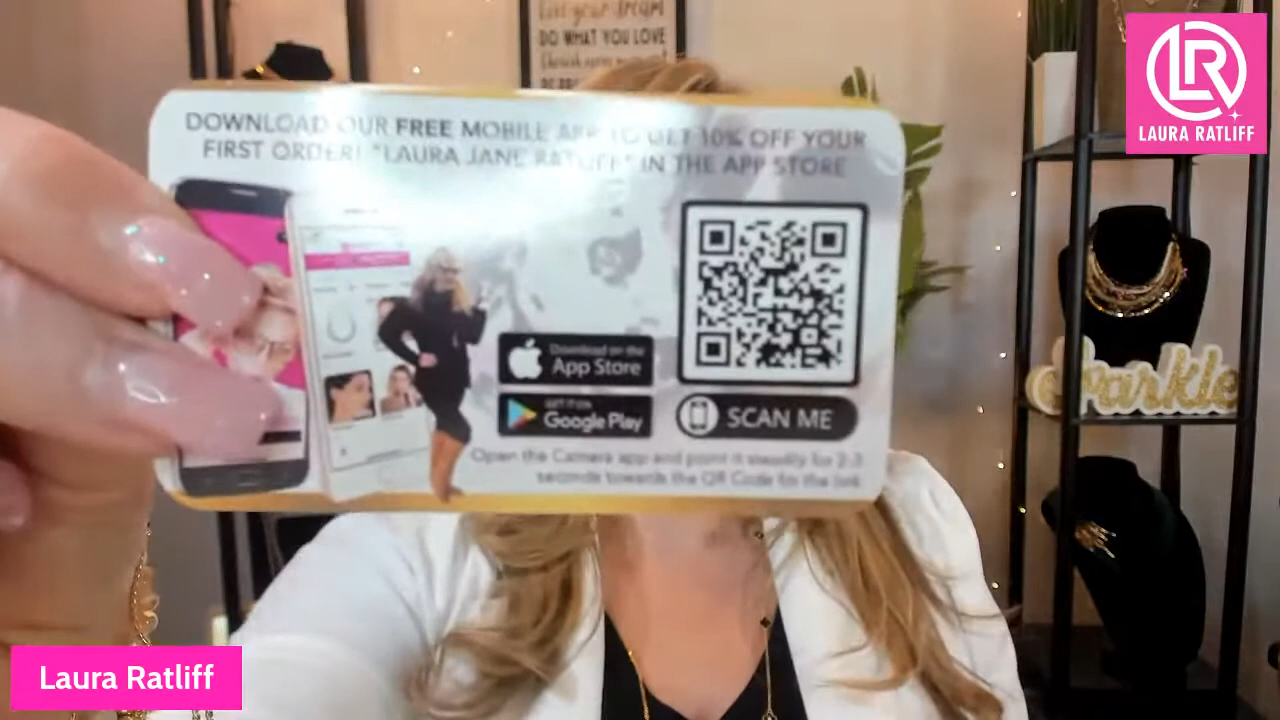 Live your dream
DO WHAT YOU LOVE
LR
LAURA RATLIFF
DOWNLOAD OUR FREE MOBILE APP TO GET 10% OFF YOUR
FIRST ORDER! "LAURA JANE RATLIFF" IN THE APP STORE
Download on the
App Store
GET IT ON
Google Play
SCAN ME
Open the Camera app and point it steadily for 2-3
seconds towards the QR Code for the link
Sparkle
Laura Ratliff